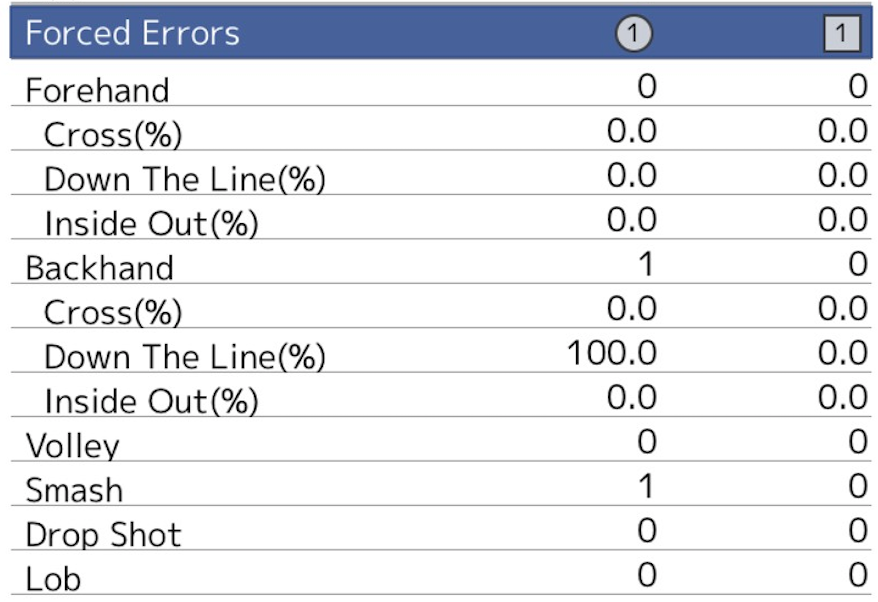 Forced Errors 1 1
Forehand 0 0
Cross(%) 0.0 0.0
Down The Line(%) 0.0 0.0
Inside Out(%) 0.0 0.0
Backhand 1 0
Cross(%) 0.0 0.0
Down The Line(%) 100.0 0.0
Inside Out(%) 0.0 0.0
Volley 0 0
Smash 1 0
Drop Shot 0 0
Lob 0 0